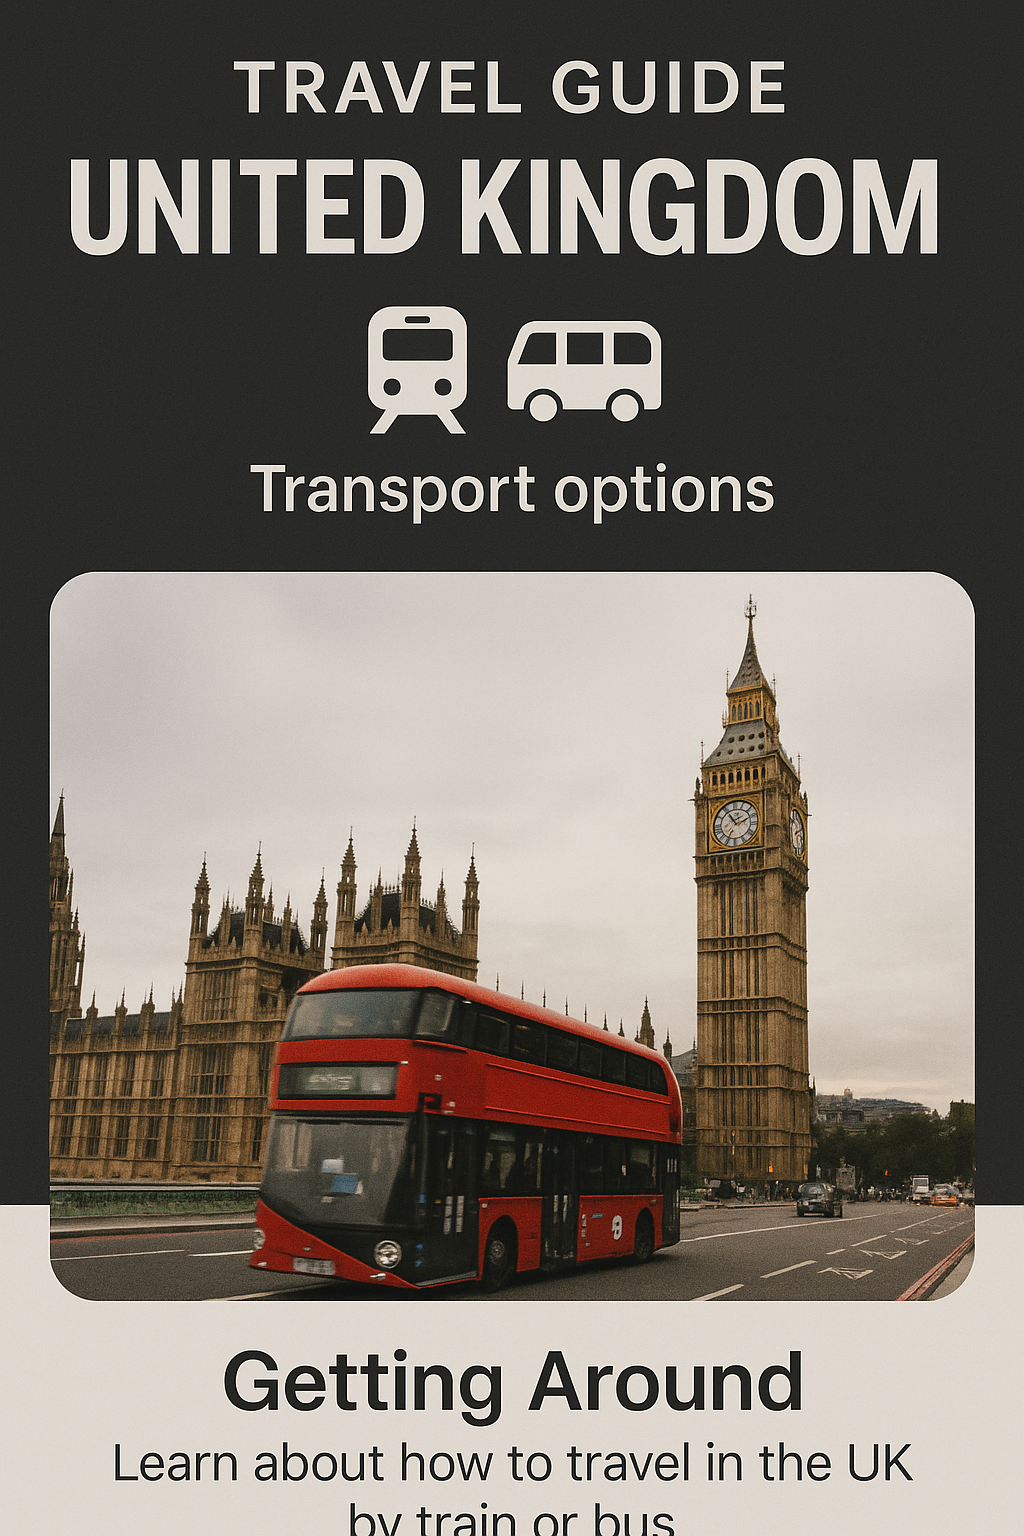 TRAVEL GUIDE
UNITED KINGDOM
Transport options
Getting Around
Learn about how to travel in the UK
by train or bus